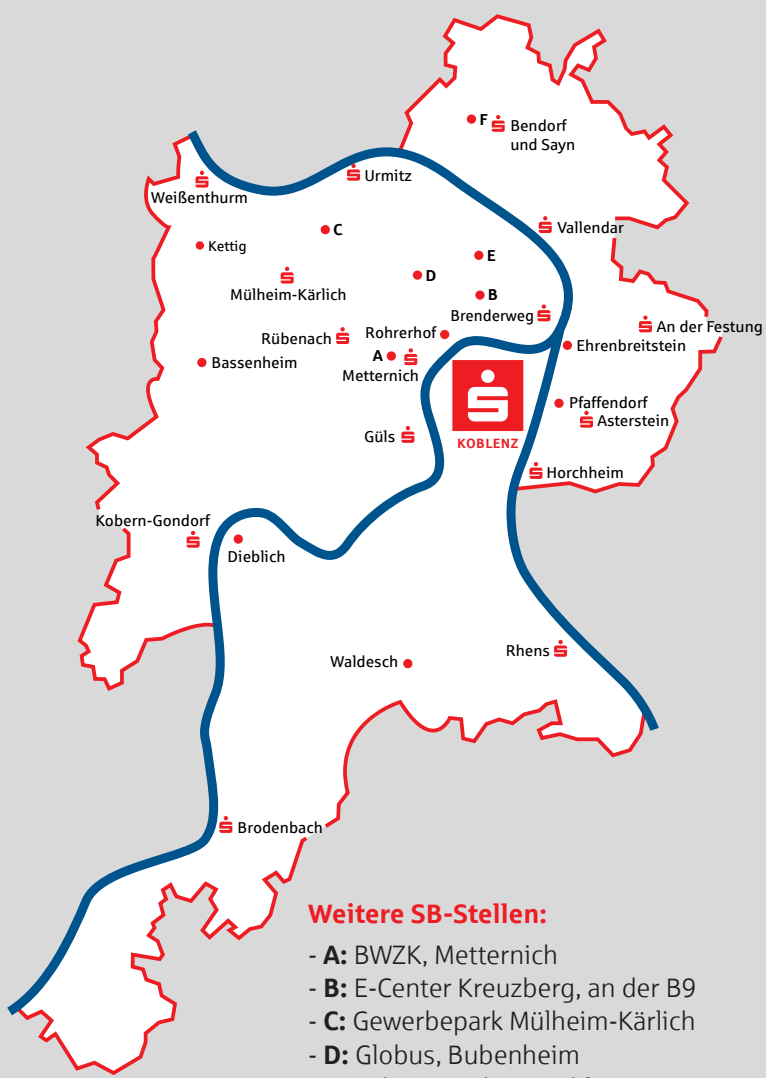 F
Bendorf
und Sayn
Urmitz
Weißenthurm
Vallendar
C
Kettig
E
D
Mülheim-Kärlich
B
Brenderweg
An der Festung
Rübenach
Rohrerhof
Ehrenbreitstein
A
Metternich
Bassenheim
Pfaffendorf
Asterstein
Güls
KOBLENZ
Horchheim
Kobern-Gondorf
Dieblich
Rhens
Waldesch
Brodenbach
Weitere SB-Stellen:
- A: BWZK, Metternich
- B: E-Center Kreuzberg, an der B9
- C: Gewerbepark Mülheim-Kärlich
- D: Globus, Bubenheim